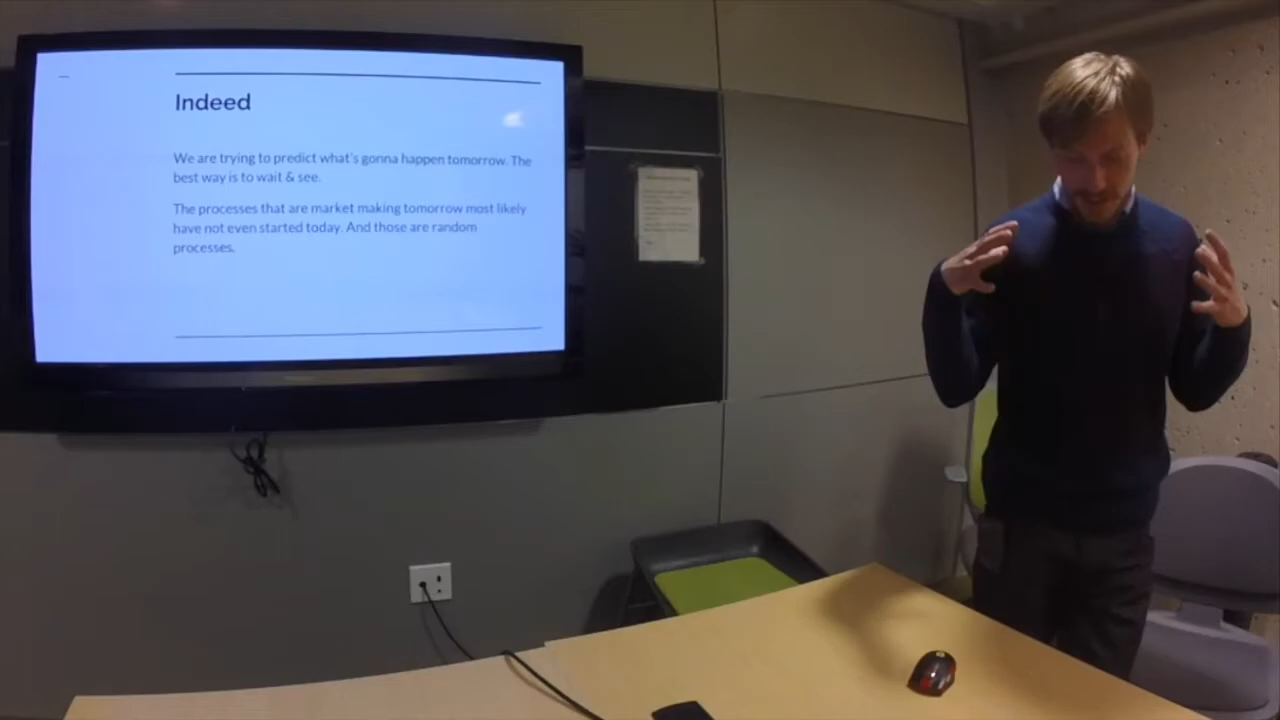 Indeed
We are trying to predict what's gonna happen tomorrow. The
best way is to wait & see.
The processes that are market making tomorrow most likely
have not even started today. And those are random
processes.